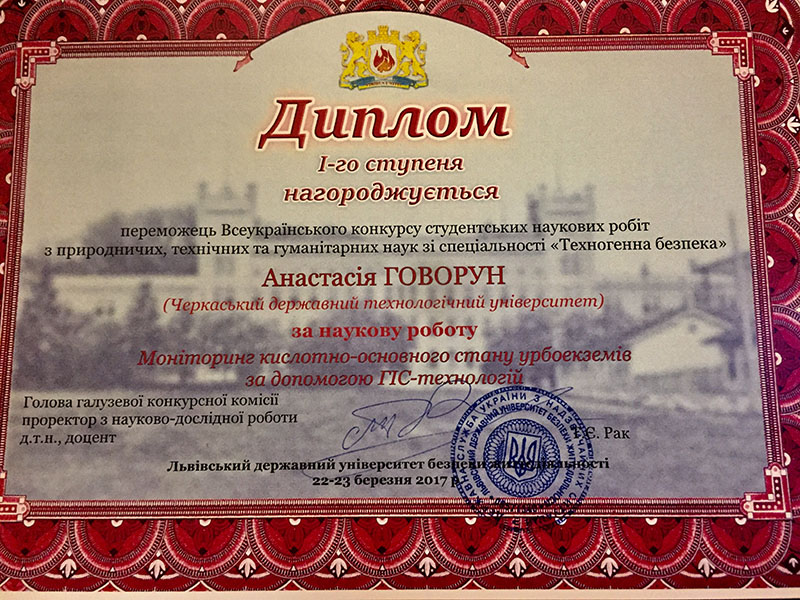 Диплом
І-го ступеня
нагороджується
переможець Всеукраїнського конкурсу студентських наукових робіт
з природничих, технічних та гуманітарних наук зі спеціальності «Техногенна безпека»
Анастасія ГОВОРУН
(Черкаський державний технологічний університет)
за наукову роботу
Моніторинг кислотно-основного стану урбоекземів
за допомогою ГІС-технологій
Голова галузевої конкурсної комісії
проректор з науково-дослідної роботи
д.т.н., доцент
Є. Рак
Львівський державний університет безпеки життєдіяльності
22-23 березня 2017 р.